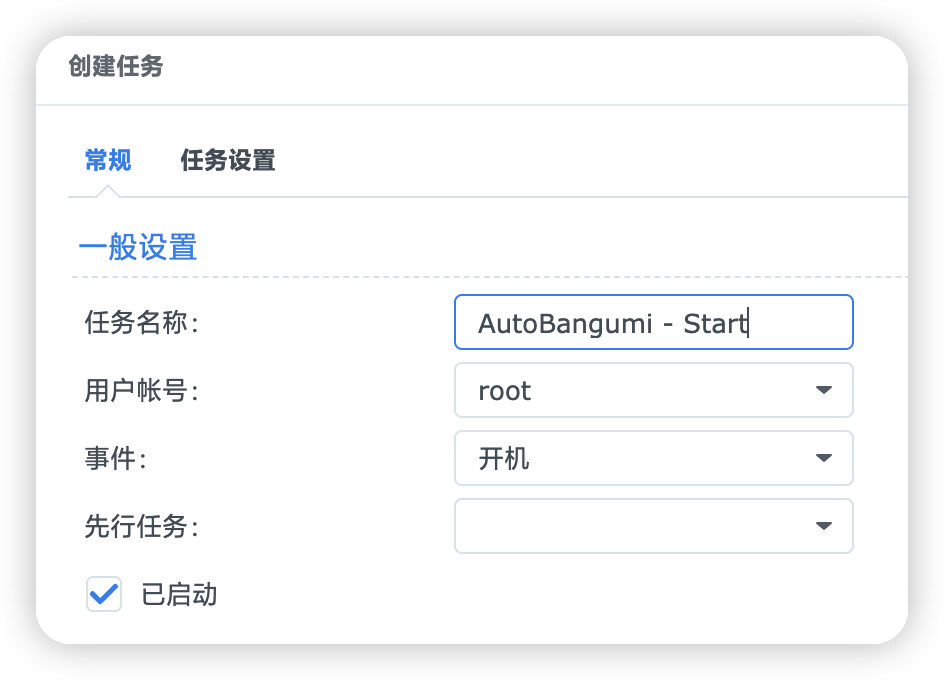 创建任务
常规 任务设置
一般设置
任务名称: AutoBangumi - Start
用户帐号: root
事件: 开机
先行任务:
已启动